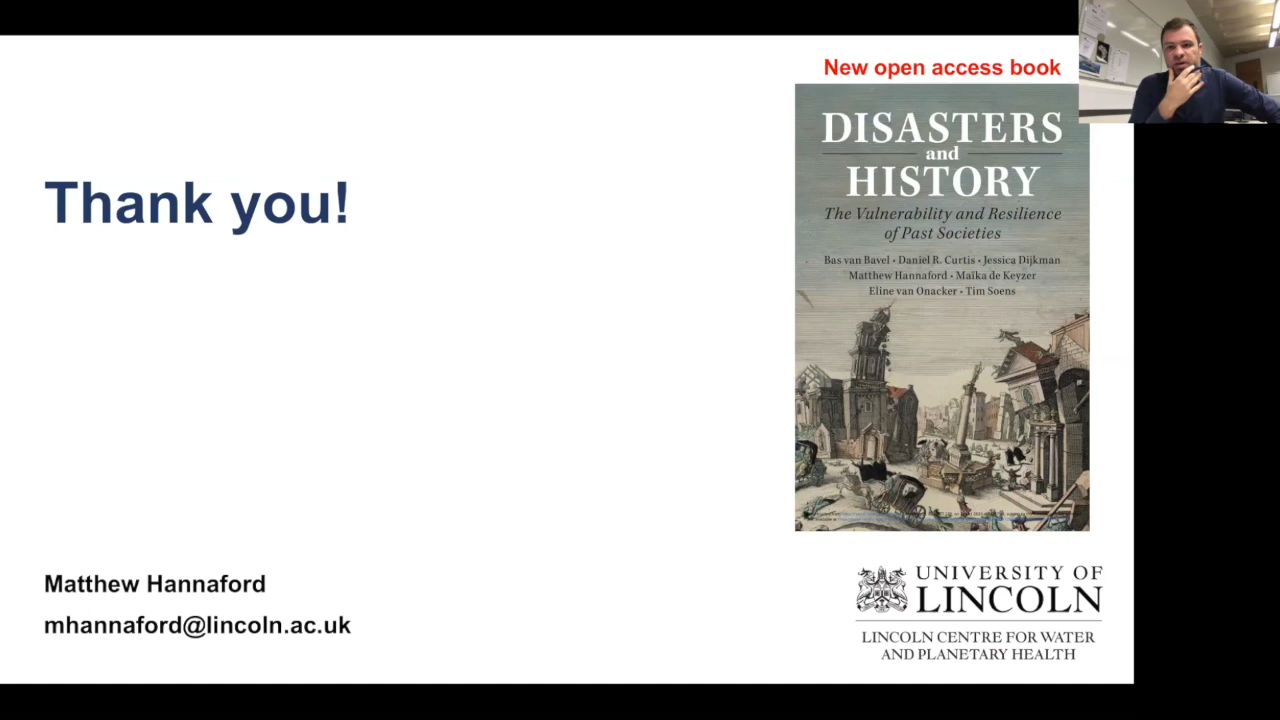 New open access book
DISASTERS
and
HISTORY
The Vulnerability and Resilience
of Past Societies
Bas van Bavel • Daniel R. Curtis • Jessica Dijkman
Matthew Hannaford • Maïka de Keyzer
Eline van Onacker • Tim Soens
Thank you!
Matthew Hannaford
mhannaford@lincoln.ac.uk
UNIVERSITY OF
LINCOLN
LINCOLN CENTRE FOR WATER
AND PLANETARY HEALTH